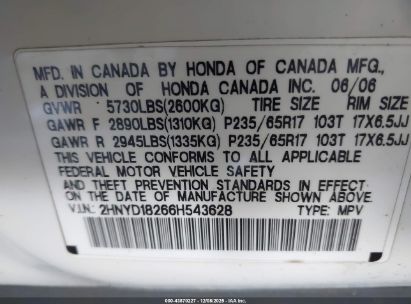 MFD. IN CANADA BY HONDA OF CANADA MFG.,
A DIVISION OF HONDA CANADA INC. 06/06
GVWR 5730LBS(2600KG) TIRE SIZE RIM SIZE
GAWR F 2890LBS(1310KG) P235/65R17 103T 17X6.5JJ
GAWR R 2945LBS(1335KG) P235/65R17 103T 17X6.5JJ
THIS VEHICLE CONFORMS TO ALL APPLICABLE
FEDERAL MOTOR VEHICLE SAFETY
STANDARDS IN EFFECT
ON THE DATE OF MANUFACTURE SHOWN ABOVE.
V.I.N.: 2HNYD18266H543628 TYPE: MPV